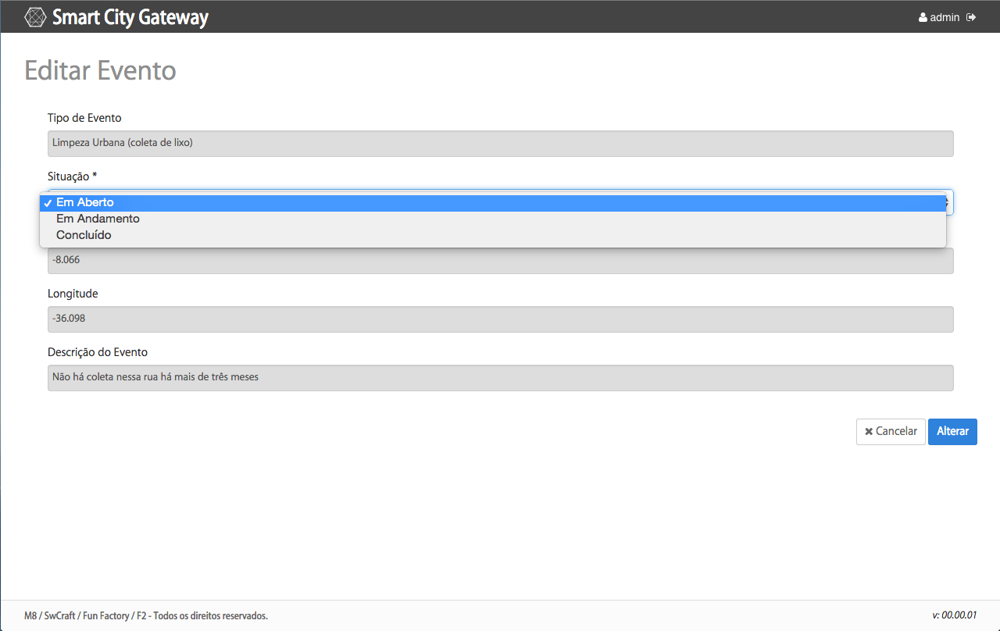 Smart City Gateway
admin
Editar Evento
Tipo de Evento
Limpeza Urbana (coleta de lixo)
Situação *
Em Aberto
Em Andamento
Concluído
-8.066
Longitude
-36.098
Descrição do Evento
Não há coleta nessa rua há mais de três meses
Cancelar Alterar
M8 / SwCraft / Fun Factory / F2 - Todos os direitos reservados.
v: 00.00.01